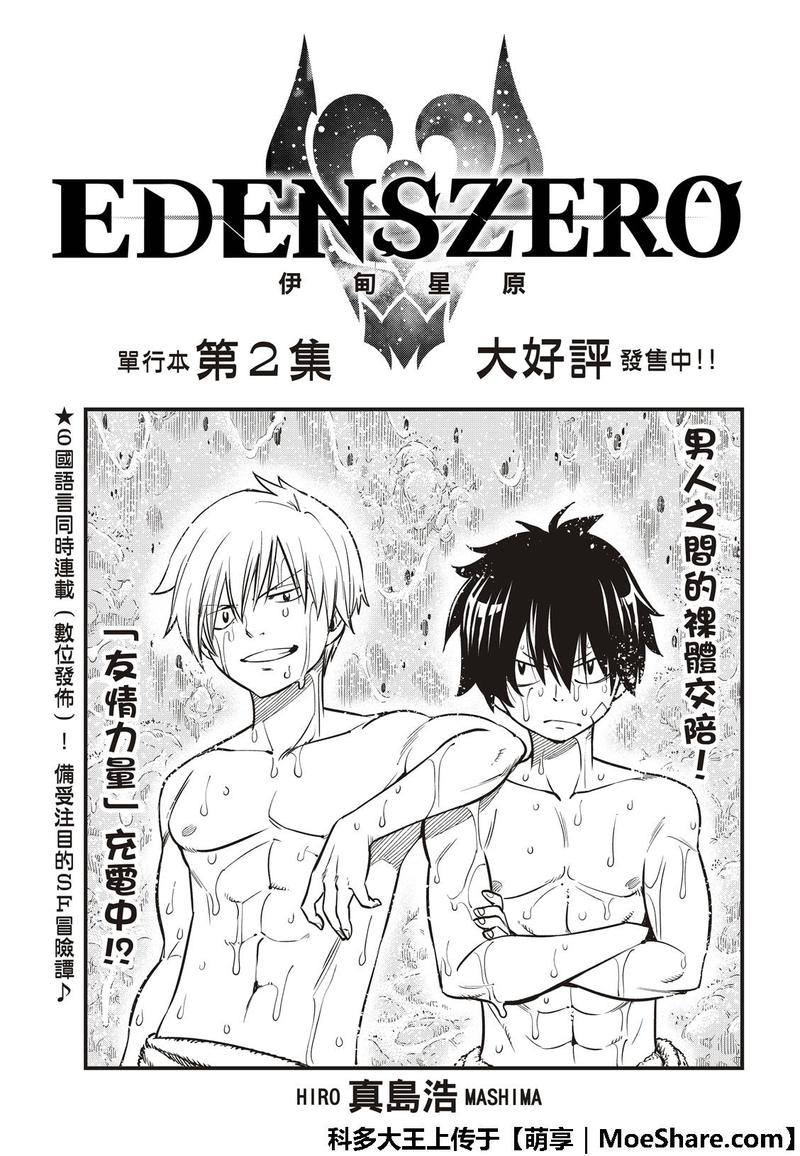 EDENSZERO
伊甸星原
單行本 第2集 大好評 發售中!!
★6國語言同時連載（數位發佈）！ 備受注目的SF冒險譚♪
男人之間的裸體交陪！
「友情力量」充電中!?
HIRO 真島浩 MASHIMA
科多大王上传于【萌享｜MoeShare.com】